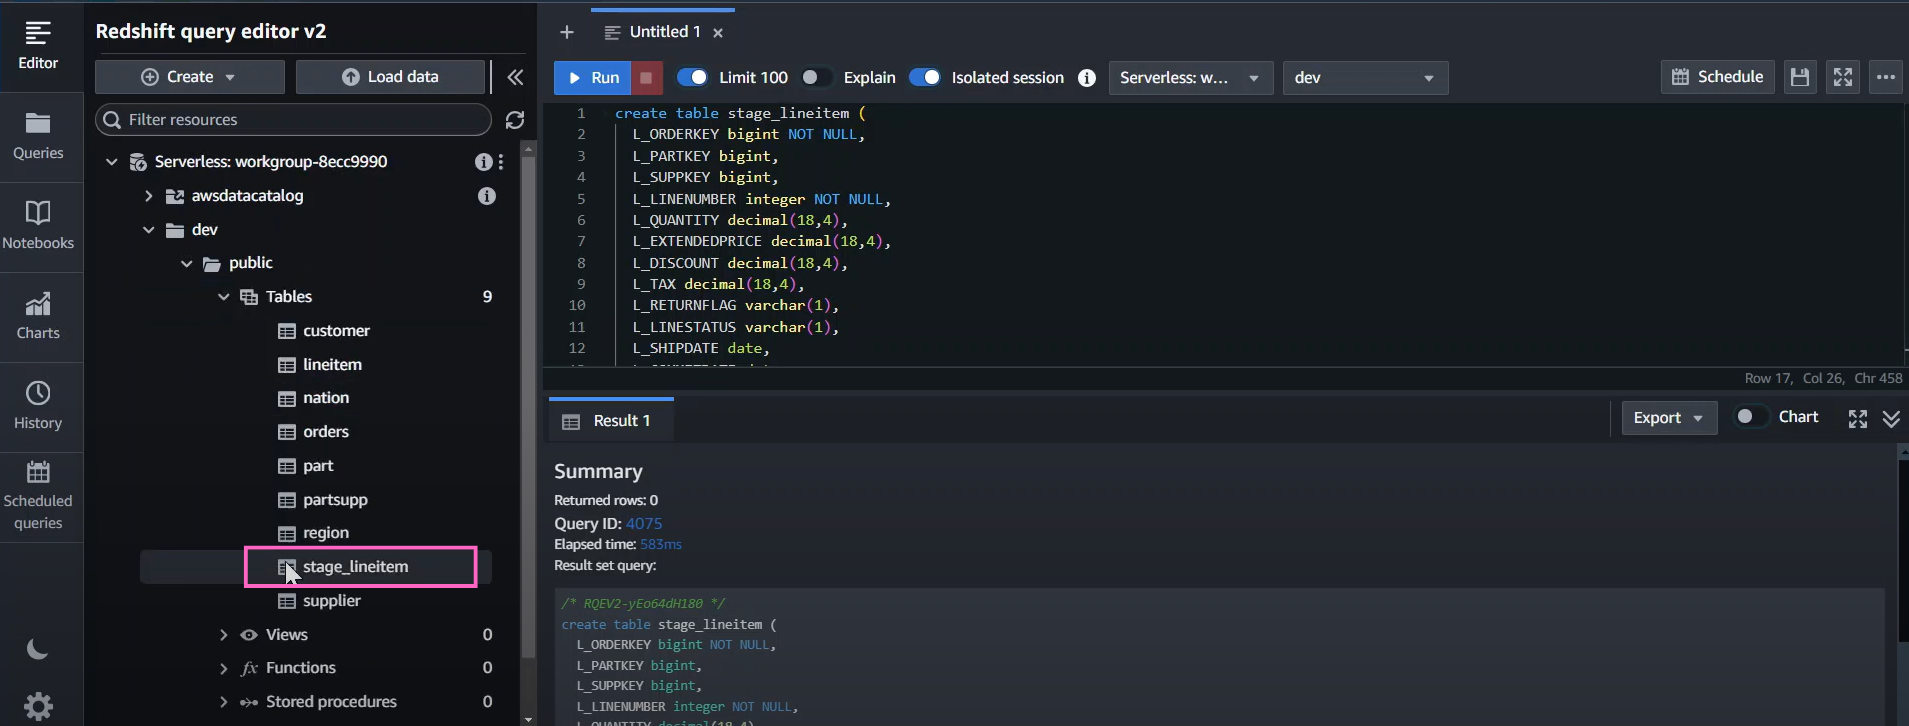 Editor
Queries
Notebooks
Charts
History
Scheduled
queries
Redshift query editor v2
Create
Load data
Filter resources
Serverless: workgroup-8ecc9990
awsdatacatalog
dev
public
Tables 9
customer
lineitem
nation
orders
part
partsupp
region
stage_lineitem
supplier
Views 0
fx Functions 0
Stored procedures 0
Untitled 1
Run Limit 100 Explain Isolated session Serverless: w... dev Schedule
1 create table stage_lineitem (
2 L_ORDERKEY bigint NOT NULL,
3 L_PARTKEY bigint,
4 L_SUPPKEY bigint,
5 L_LINENUMBER integer NOT NULL,
6 L_QUANTITY decimal(18,4),
7 L_EXTENDEDPRICE decimal(18,4),
8 L_DISCOUNT decimal(18,4),
9 L_TAX decimal(18,4),
10 L_RETURNFLAG varchar(1),
11 L_LINESTATUS varchar(1),
12 L_SHIPDATE date,
Row 17, Col 26, Chr 458
Result 1 Export Chart
Summary
Returned rows: 0
Query ID: 4075
Elapsed time: 583ms
Result set query:
/* RQEV2-yEo64dH180 */
create table stage_lineitem (
L_ORDERKEY bigint NOT NULL,
L_PARTKEY bigint,
L_SUPPKEY bigint,
L_LINENUMBER integer NOT NULL,